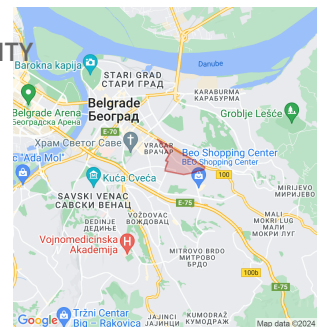 ITY
Danube
Barokna kapija
STARI GRAD
СТАРИ ГРАД
KARABURMA
КАРАБУРМА
Belgrade
Београд
Belgrade Arena
Београдска Арена
Groblje Lešće
E-70
Храм Светог Саве
VRAČAR
ВРАЧАР
Beo Shopping Center
BEO Shopping Center
"Ada Mol"
Kuća Cveća
100
MIRIJEVO
МИРИЈЕВО
SAVSKI VENAC
САВСКИ ВЕНАЦ
E-75
DEDINJE
ДЕДИЊЕ
VOŽDOVAC
ВОЖДОВАЦ
MALI
MOKRI LUG
МАЛИ
МОКРИ ЛУГ
Vojnomedicinska
Akademija
MITROVO BRDO
МИТРОВО
БРДО
E-75
100
Tržni Centar
Big - Rakovica
JAJINCI
ЈАЈИНЦИ
KUMODRAŽ
КУМОДРАЖ
Google
Map data ©2024